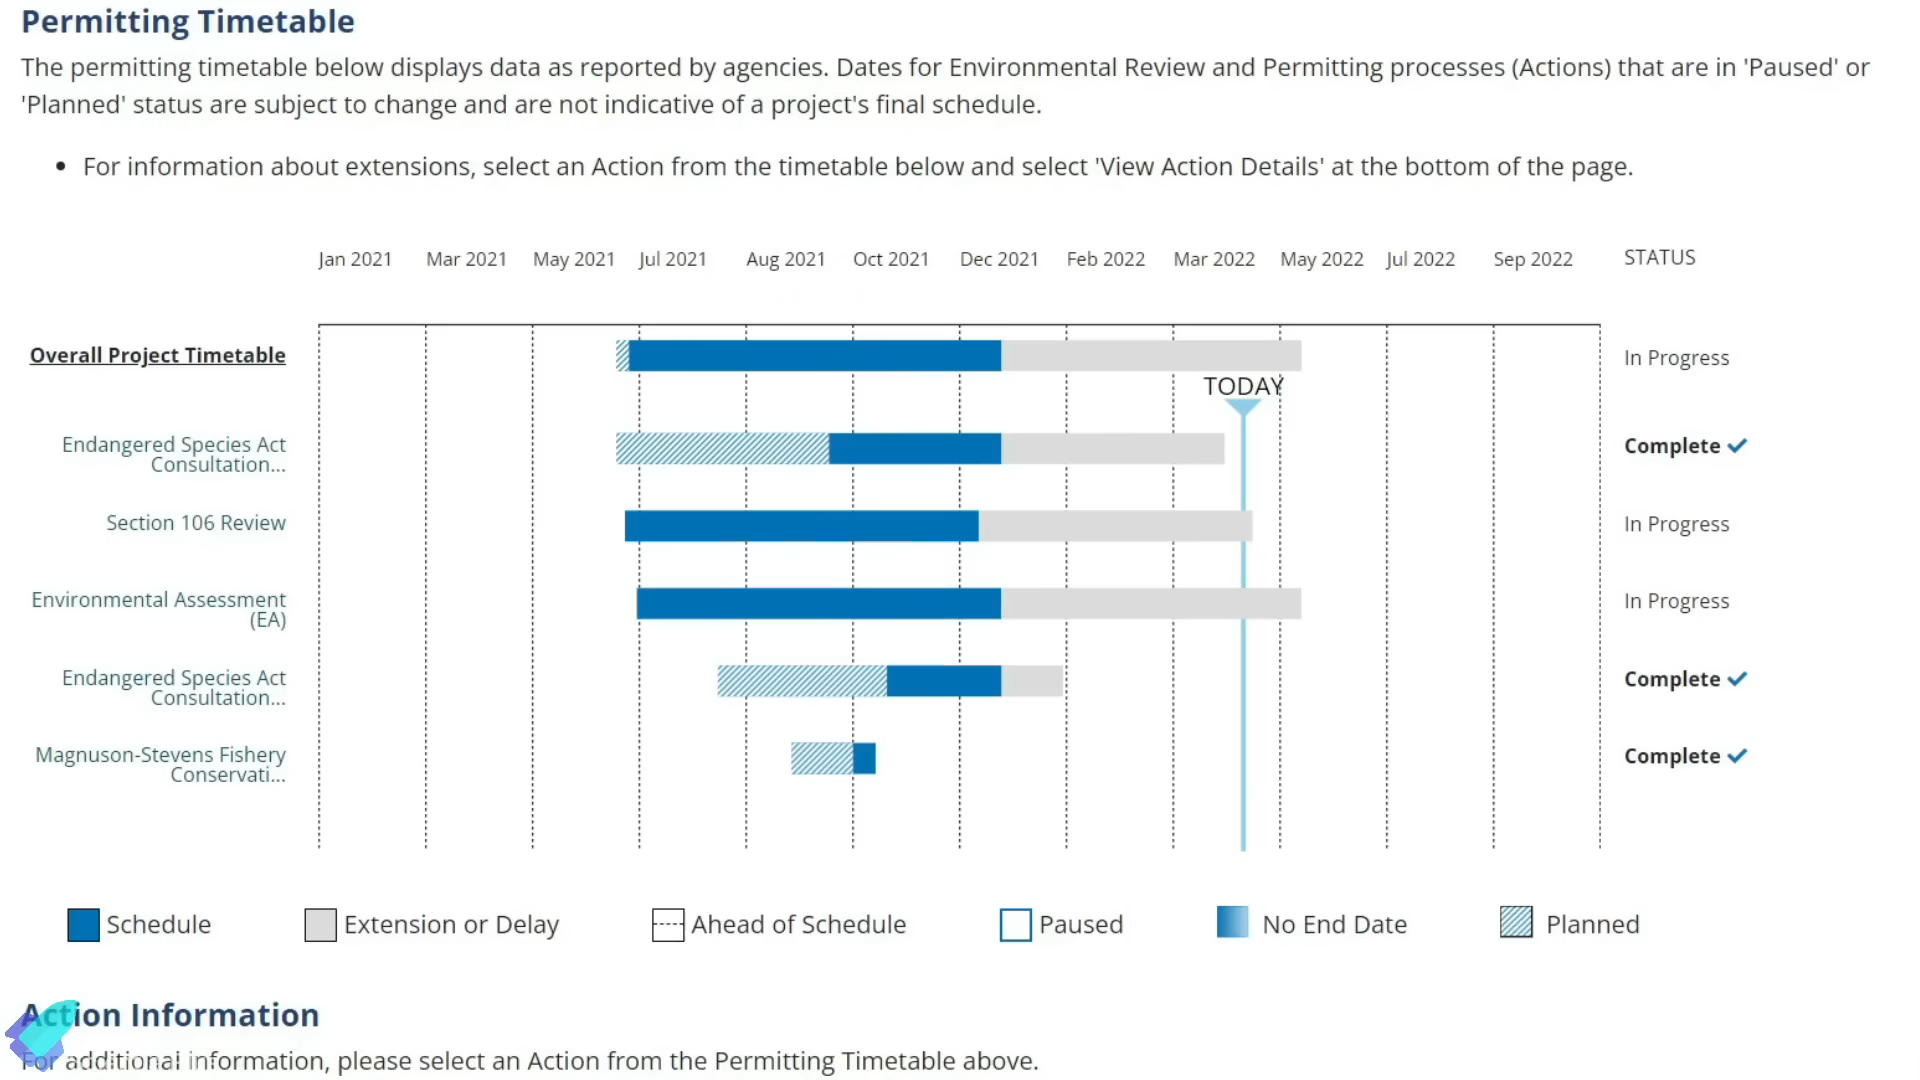 Permitting Timetable
The permitting timetable below displays data as reported by agencies. Dates for Environmental Review and Permitting processes (Actions) that are in 'Paused' or
'Planned' status are subject to change and are not indicative of a project's final schedule.
• For information about extensions, select an Action from the timetable below and select 'View Action Details' at the bottom of the page.
Jan 2021 Mar 2021 May 2021 Jul 2021 Aug 2021 Oct 2021 Dec 2021 Feb 2022 Mar 2022 May 2022 Jul 2022 Sep 2022 STATUS
Overall Project Timetable In Progress
TODAY
Endangered Species Act
Consultation... Complete
Section 106 Review In Progress
Environmental Assessment
(EA) In Progress
Endangered Species Act
Consultation... Complete
Magnuson-Stevens Fishery
Conservati... Complete
Schedule Extension or Delay Ahead of Schedule Paused No End Date Planned
Action Information
For additional information, please select an Action from the Permitting Timetable above.